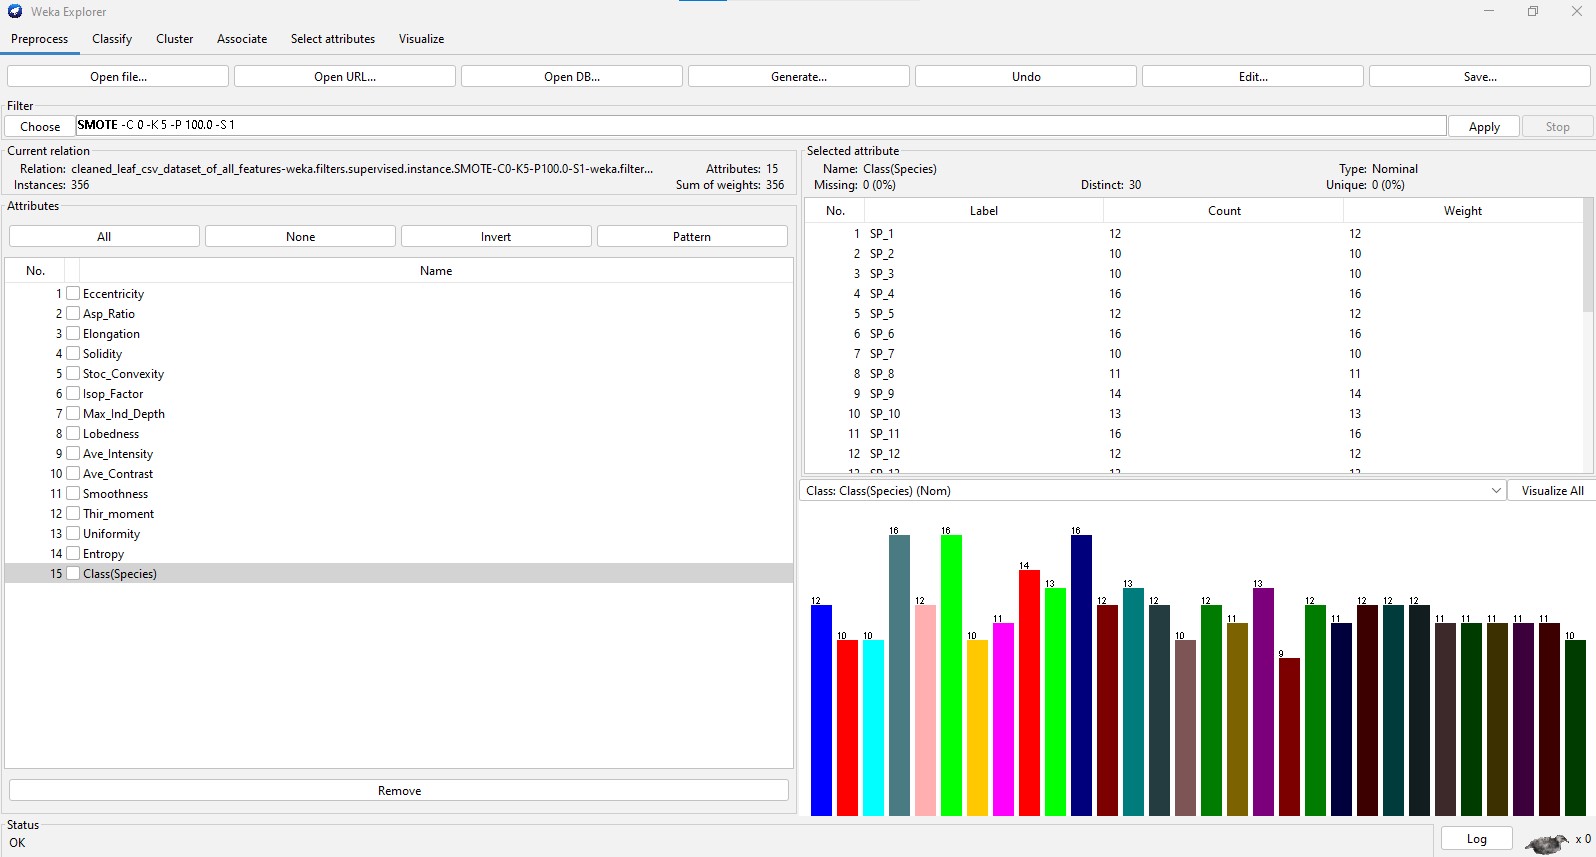 Weka Explorer
Preprocess Classify Cluster Associate Select attributes Visualize
Open file... Open URL... Open DB... Generate... Undo Edit... Save...
Filter
Choose SMOTE -C 0 -K 5 -P 100.0 -S 1 Apply Stop
Current relation
Relation: cleaned_leaf_csv_dataset_of_all_features-weka.filters.supervised.instance.SMOTE-C0-K5-P100.0-S1-weka.filter... Attributes: 15
Instances: 356 Sum of weights: 356
Attributes
All None Invert Pattern
No. Name
1 Eccentricity
2 Asp_Ratio
3 Elongation
4 Solidity
5 Stoc_Convexity
6 Isop_Factor
7 Max_Ind_Depth
8 Lobedness
9 Ave_Intensity
10 Ave_Contrast
11 Smoothness
12 Thir_moment
13 Uniformity
14 Entropy
15 Class(Species)
Remove
Selected attribute
Name: Class(Species) Type: Nominal
Missing: 0 (0%) Distinct: 30 Unique: 0 (0%)
No. Label Count Weight
1 SP_1 12 12
2 SP_2 10 10
3 SP_3 10 10
4 SP_4 16 16
5 SP_5 12 12
6 SP_6 16 16
7 SP_7 10 10
8 SP_8 11 11
9 SP_9 14 14
10 SP_10 13 13
11 SP_11 16 16
12 SP_12 12 12
Class: Class(Species) (Nom) Visualize All
12 10 10 16 12 16 10 11 14 13 16 12 13 12 10 12 11 13 9 12 11 12 12 12 11 11 11 11 11 10
Status
OK
Log x 0